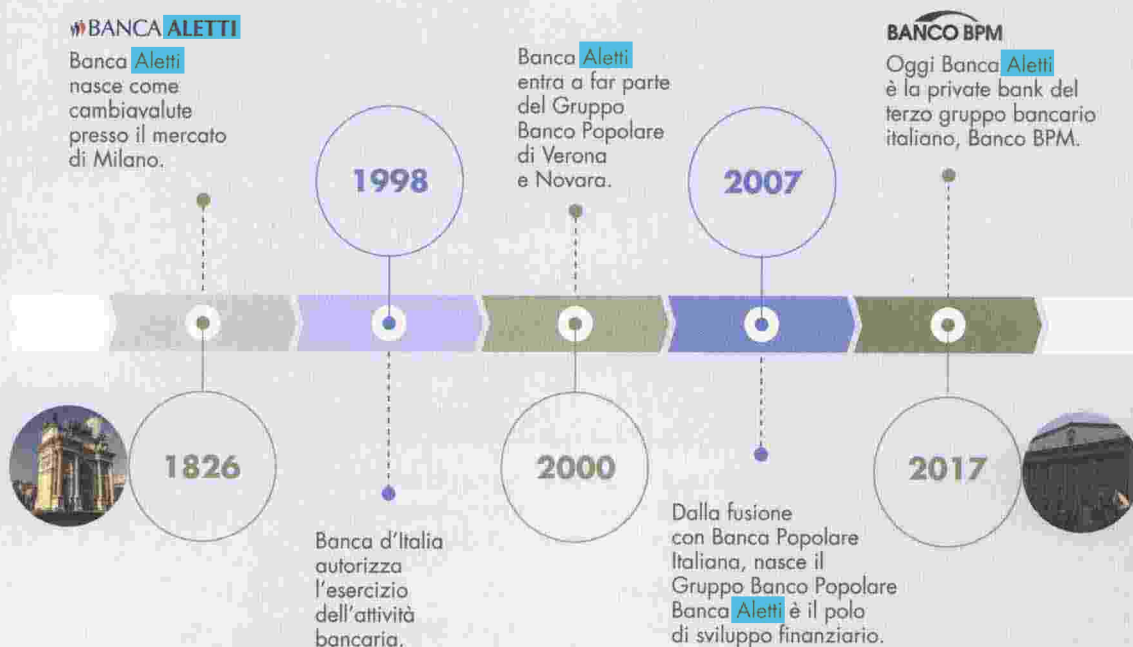 BANCA ALETTI
Banca Aletti
nasce come
cambiavalute
presso il mercato
di Milano.
1826
1998
Banca d'Italia
autorizza
l'esercizio
dell'attività
bancaria.
Banca Aletti
entra a far parte
del Gruppo
Banco Popolare
di Verona
e Novara.
2000
2007
Dalla fusione
con Banca Popolare
Italiana, nasce il
Gruppo Banco Popolare
Banca Aletti è il polo
di sviluppo finanziario.
BANCO BPM
Oggi Banca Aletti
è la private bank del
terzo gruppo bancario
italiano, Banco BPM.
2017